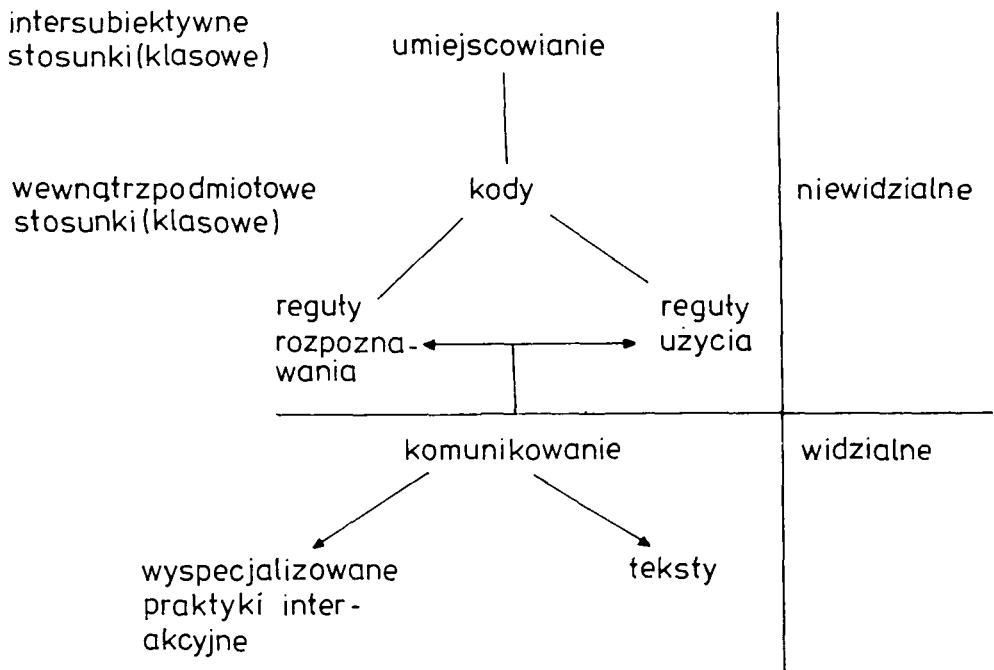 intersubiektywne
stosunki(klasowe)
umiejscowianie
wewnątrzpodmiotowe
stosunki(klasowe)
kody
niewidzialne
reguły
rozpozna-
wania
reguły
użycia
komunikowanie
widzialne
wyspecjalizowane
praktyki inter-
akcyjne
teksty